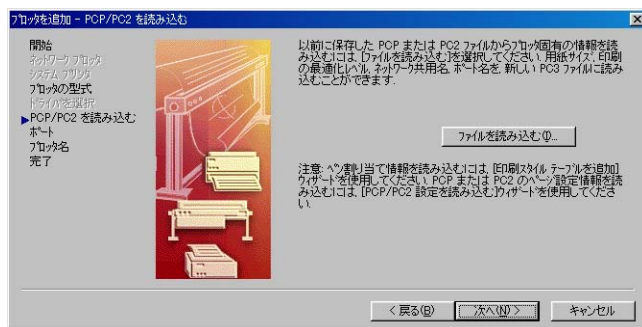 プロッタを追加 - PCP/PC2 を読み込む
開始
ネットワーク プロッタ
システム プリンタ
プロッタの型式
ドライバを選択
PCP/PC2 を読み込む
ポート
プロッタ名
完了
以前に保存した PCP または PC2 ファイルからプロッタ固有の情報を読
み込むには、[ファイルを読み込む]を選択してください. 用紙サイズ, 印刷
の最適化レベル, ネットワーク共用名, ポート名を, 新しい PC3 ファイルに読み
込むことができます.
ファイルを読み込む(I)...
注意: ペン割り当て情報を読み込むには, [印刷スタイル テーブルを追加]
ウィザードを使用してください. PCP または PC2 のページ設定情報を読
み込むには, [PCP/PC2 設定を読み込む]ウィザードを使用してくださ
い.
< 戻る(B)
次へ(N) >
キャンセル